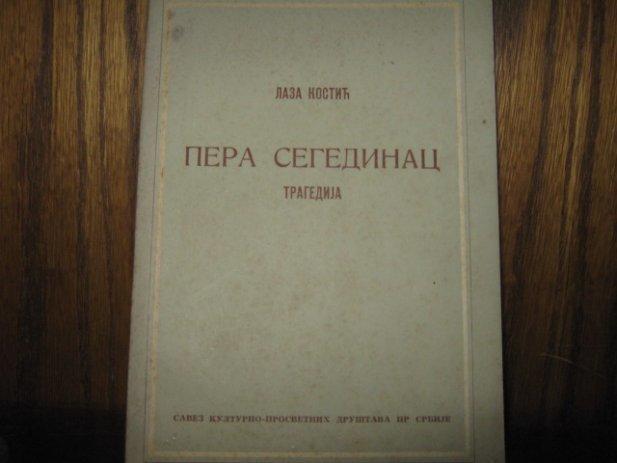 ЛАЗА КОСТИЋ
ПЕРА СЕГЕДИНАЦ
ТРАГЕДИЈА
САВЕЗ КУЛТУРНО-ПРОСВЕТНИХ ДРУШТАВА НР СРБИЈЕ